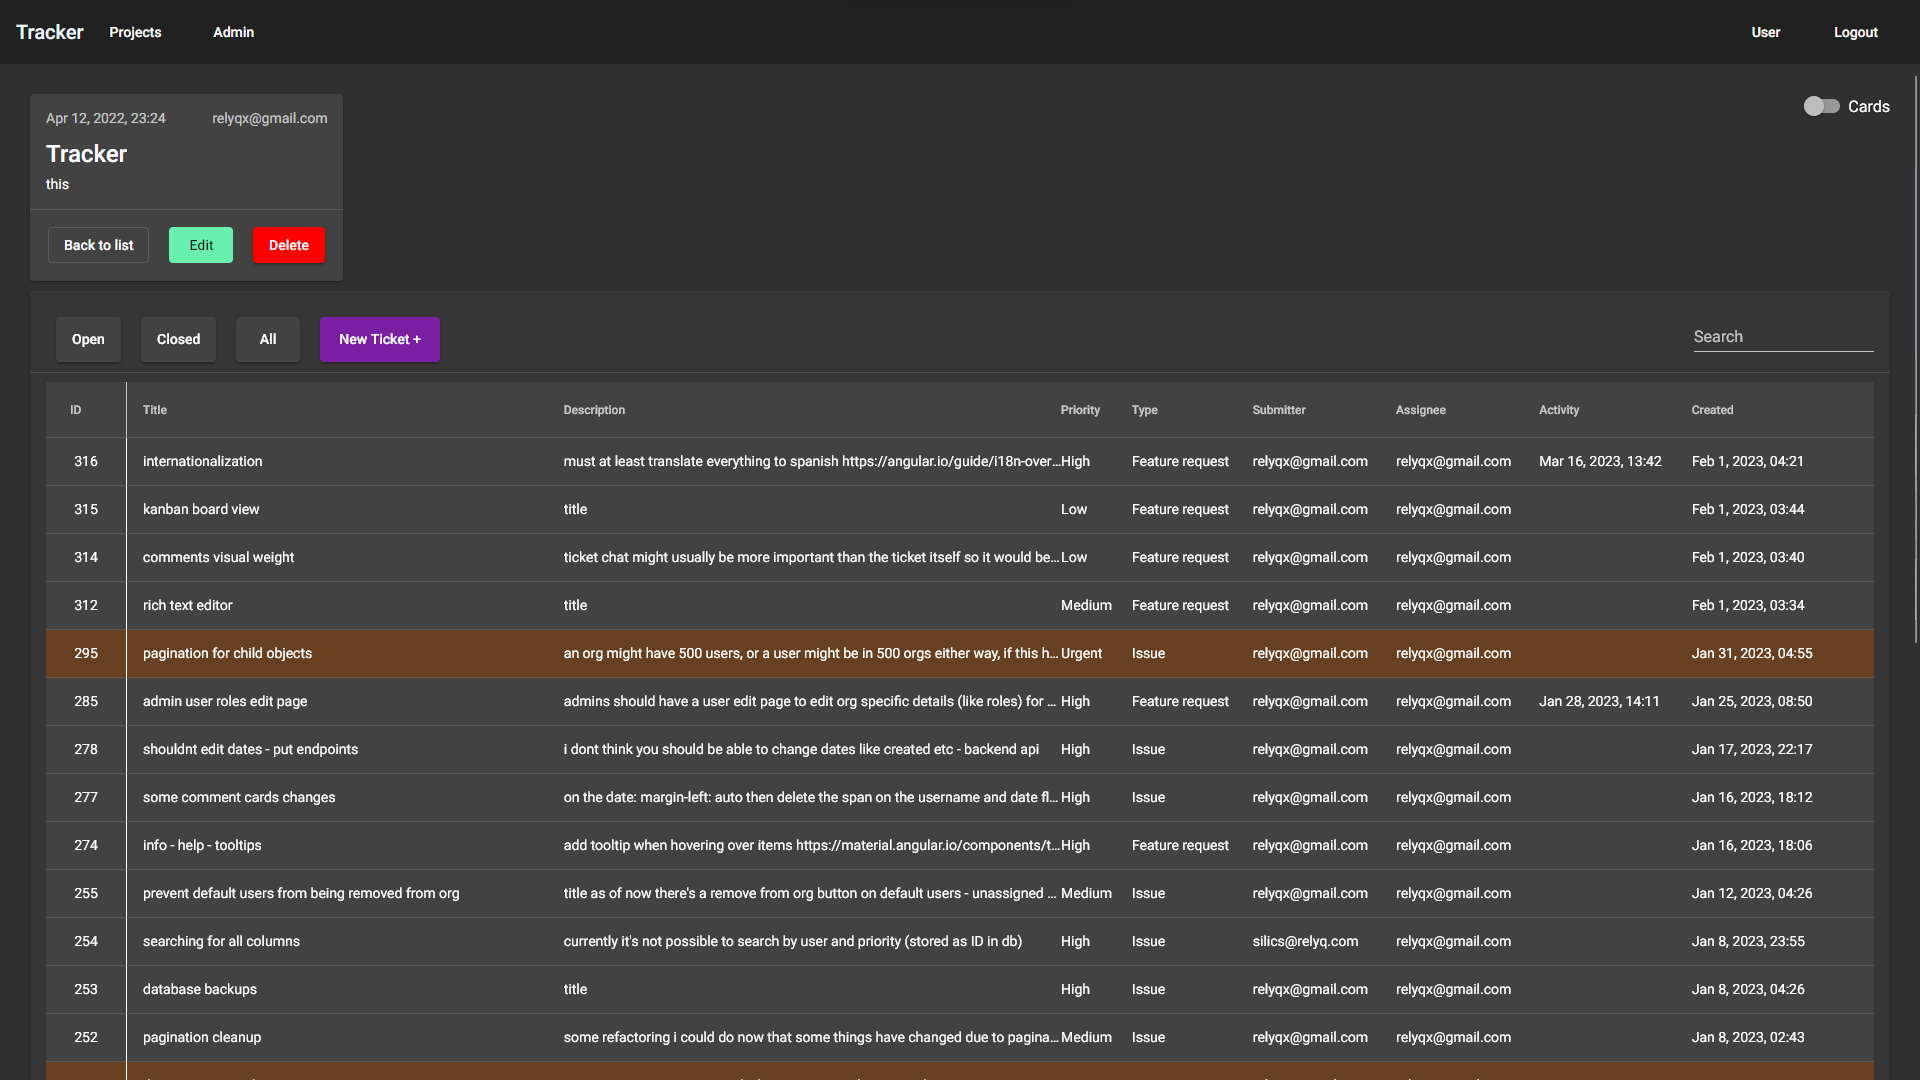 Tracker Projects Admin User Logout
Apr 12, 2022, 23:24 relyqx@gmail.com
Cards
Tracker
this
Back to list Edit Delete
Open Closed All New Ticket + Search
ID Title Description Priority Type Submitter Assignee Activity Created
316 internationalization must at least translate everything to spanish https://angular.io/guide/i18n-over... High Feature request relyqx@gmail.com relyqx@gmail.com Mar 16, 2023, 13:42 Feb 1, 2023, 04:21
315 kanban board view title Low Feature request relyqx@gmail.com relyqx@gmail.com Feb 1, 2023, 03:44
314 comments visual weight ticket chat might usually be more important than the ticket itself so it would be... Low Feature request relyqx@gmail.com relyqx@gmail.com Feb 1, 2023, 03:40
312 rich text editor title Medium Feature request relyqx@gmail.com relyqx@gmail.com Feb 1, 2023, 03:34
295 pagination for child objects an org might have 500 users, or a user might be in 500 orgs either way, if this h... Urgent Issue relyqx@gmail.com relyqx@gmail.com Jan 31, 2023, 04:55
285 admin user roles edit page admins should have a user edit page to edit org specific details (like roles) for ... High Feature request relyqx@gmail.com relyqx@gmail.com Jan 28, 2023, 14:11 Jan 25, 2023, 08:50
278 shouldnt edit dates - put endpoints i dont think you should be able to change dates like created etc - backend api High Issue relyqx@gmail.com relyqx@gmail.com Jan 17, 2023, 22:17
277 some comment cards changes on the date: margin-left: auto then delete the span on the username and date fl... High Issue relyqx@gmail.com relyqx@gmail.com Jan 16, 2023, 18:12
274 info - help - tooltips add tooltip when hovering over items https://material.angular.io/components/t... High Feature request relyqx@gmail.com relyqx@gmail.com Jan 16, 2023, 18:06
255 prevent default users from being removed from org title as of now there's a remove from org button on default users - unassigned ... Medium Issue relyqx@gmail.com relyqx@gmail.com Jan 12, 2023, 04:26
254 searching for all columns currently it's not possible to search by user and priority (stored as ID in db) High Issue silics@relyq.com relyqx@gmail.com Jan 8, 2023, 23:55
253 database backups title High Issue relyqx@gmail.com relyqx@gmail.com Jan 8, 2023, 04:26
252 pagination cleanup some refactoring i could do now that some things have changed due to pagina... Medium Issue relyqx@gmail.com relyqx@gmail.com Jan 8, 2023, 02:43